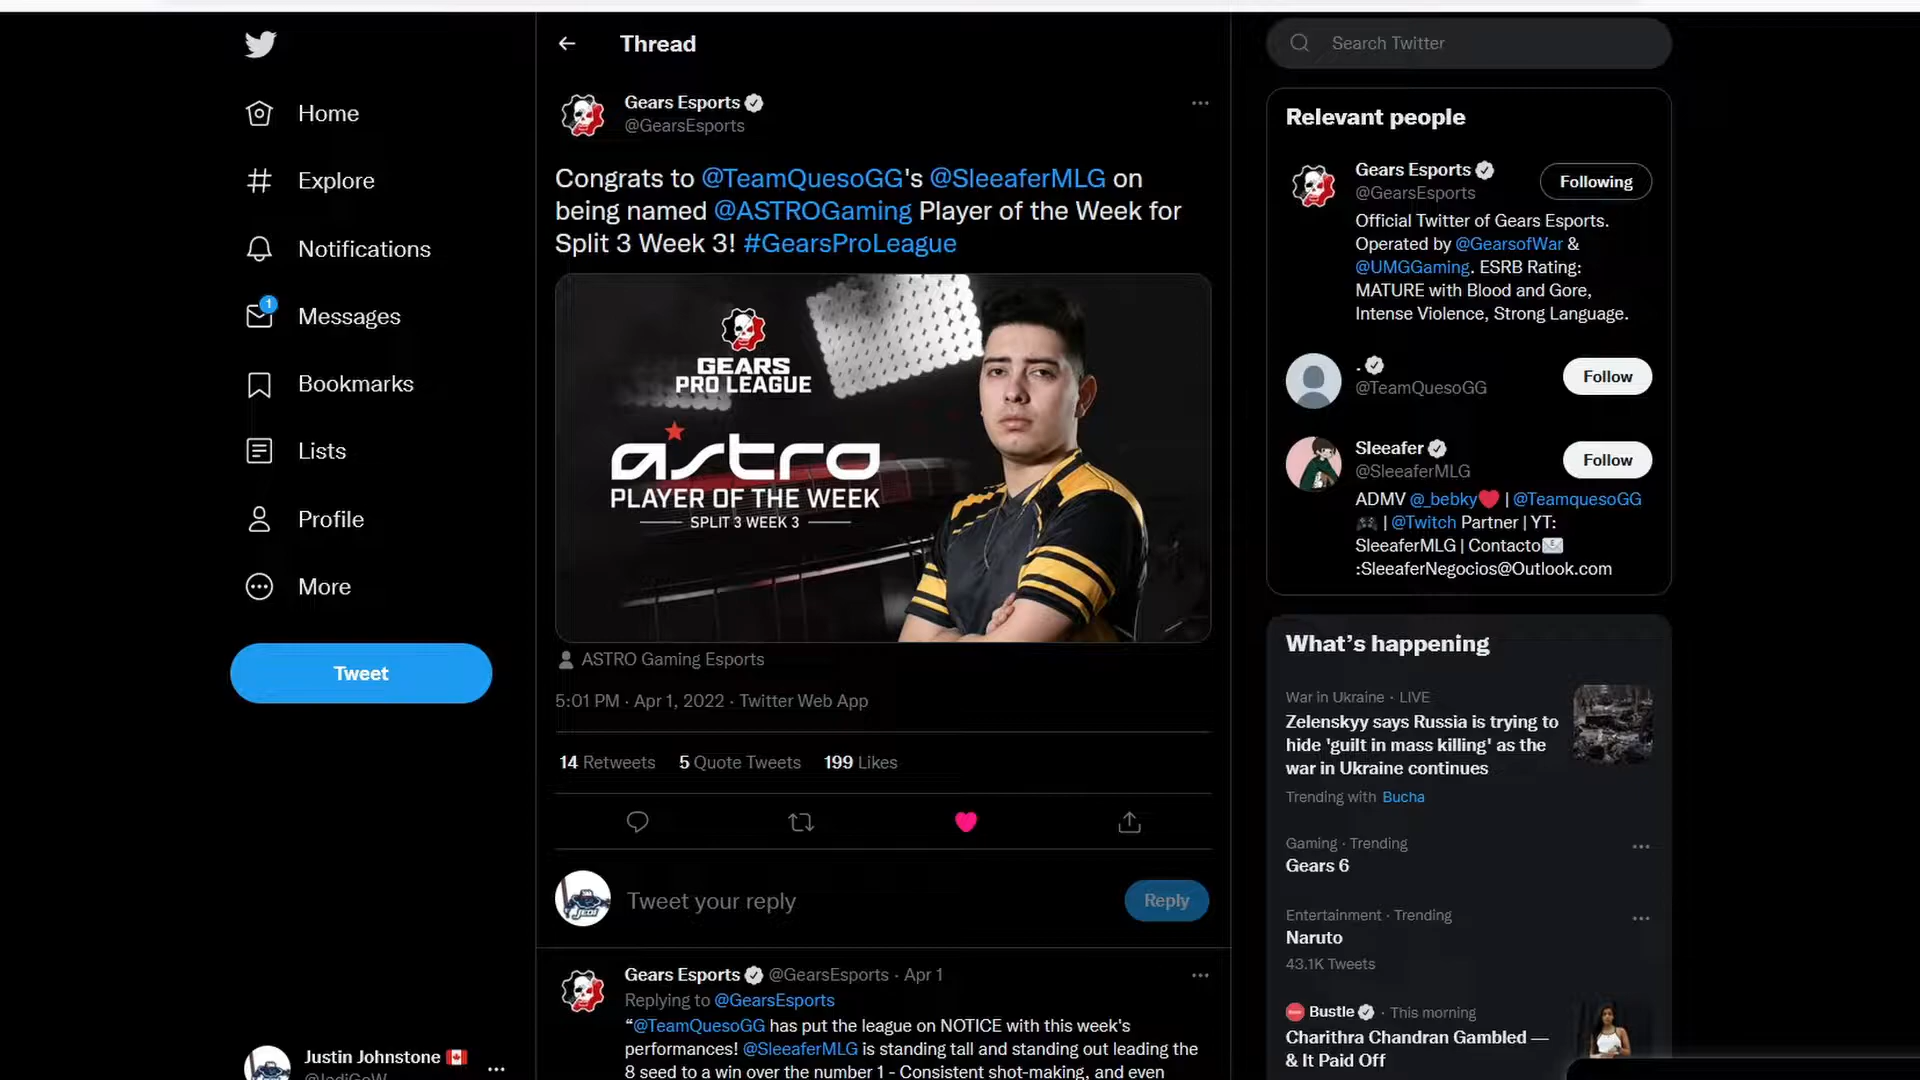 Thread
Search Twitter
Home
Explore
Notifications
1
Messages
Bookmarks
Lists
Profile
More
Tweet
Gears Esports
@GearsEsports
Congrats to @TeamQuesoGG's @SleeaferMLG on
being named @ASTROGaming Player of the Week for
Split 3 Week 3! #GearsProLeague
GEARS
PRO LEAGUE
astro
PLAYER OF THE WEEK
SPLIT 3 WEEK 3
ASTRO Gaming Esports
5:01 PM · Apr 1, 2022 · Twitter Web App
14 Retweets 5 Quote Tweets 199 Likes
Tweet your reply
Reply
Gears Esports @GearsEsports · Apr 1
Replying to @GearsEsports
“@TeamQuesoGG has put the league on NOTICE with this week's
performances! @SleeaferMLG is standing tall and standing out leading the
8 seed to a win over the number 1 - Consistent shot-making, and even
Justin Johnstone
@JediGoW
Relevant people
Gears Esports
@GearsEsports
Following
Official Twitter of Gears Esports.
Operated by @GearsofWar &
@UMGGaming. ESRB Rating:
MATURE with Blood and Gore,
Intense Violence, Strong Language.
.
@TeamQuesoGG
Follow
Sleeafer
@SleeaferMLG
Follow
ADMV @_bebky | @TeamquesoGG
| @Twitch Partner | YT:
SleeaferMLG | Contacto
:SleeaferNegocios@Outlook.com
What’s happening
War in Ukraine · LIVE
Zelenskyy says Russia is trying to
hide 'guilt in mass killing' as the
war in Ukraine continues
Trending with Bucha
Gaming · Trending
Gears 6
Entertainment · Trending
Naruto
43.1K Tweets
Bustle · This morning
Charithra Chandran Gambled —
& It Paid Off